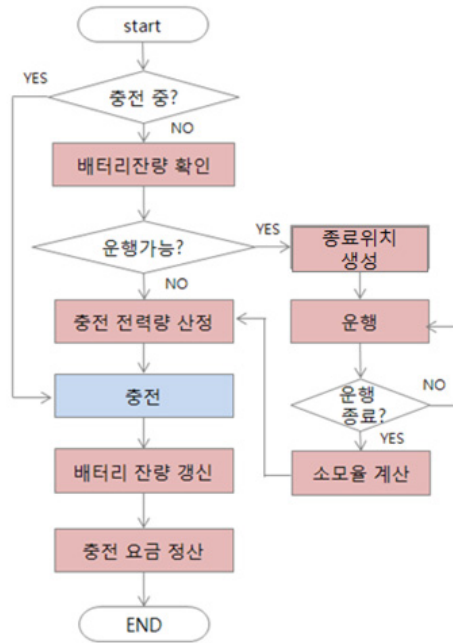 start
YES
충전 중?
NO
배터리잔량 확인
운행가능?
YES
종료위치
생성
NO
충전 전력량 산정
운행
충전
운행
종료?
NO
YES
배터리 잔량 갱신
소모율 계산
충전 요금 정산
END